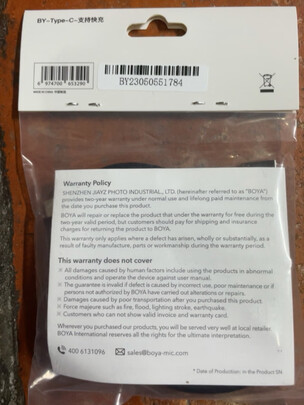 BY-Type-C-支持快充
BY23050551784
Warranty Policy
SHENZHEN JIAYZ PHOTO INDUSTRIAL, LTD. (hereinafter referred to as "BOYA")
provides two-year warranty under normal use and lifelong paid maintenance from
the date you purchase this product.
BOYA will repair or replace the product that under the warranty for free during the
two-year valid period, but customers should pay for shipping and insurance
charges for returning the product to BOYA.
This warranty only applies where a defect has arisen, wholly or substantially, as a
result of faulty manufacture, parts or workmanship during the warranty period.
This warranty does not cover
※ All damages caused by human factors include using the products in abnormal
conditions and operate the device against user manual.
※ The guarantee is invalid if defect is caused by incorrect use, poor maintenance or if
persons not authorised by BOYA have carried out alterations or repairs.
※ Damages caused by poor transportation after you purchased this product
※ Force majeure such as fire, flood, lighting stroke, earthquake.
※ Customers who can not show valid invoice and warranty card.
Wherever you purchased our products, you will be served very well at local retailer.
BOYA International reserves all the rights for the ultimate interpretation.
400 6131096 sales@boya-mic.com
* Date of Production: in the Product SN